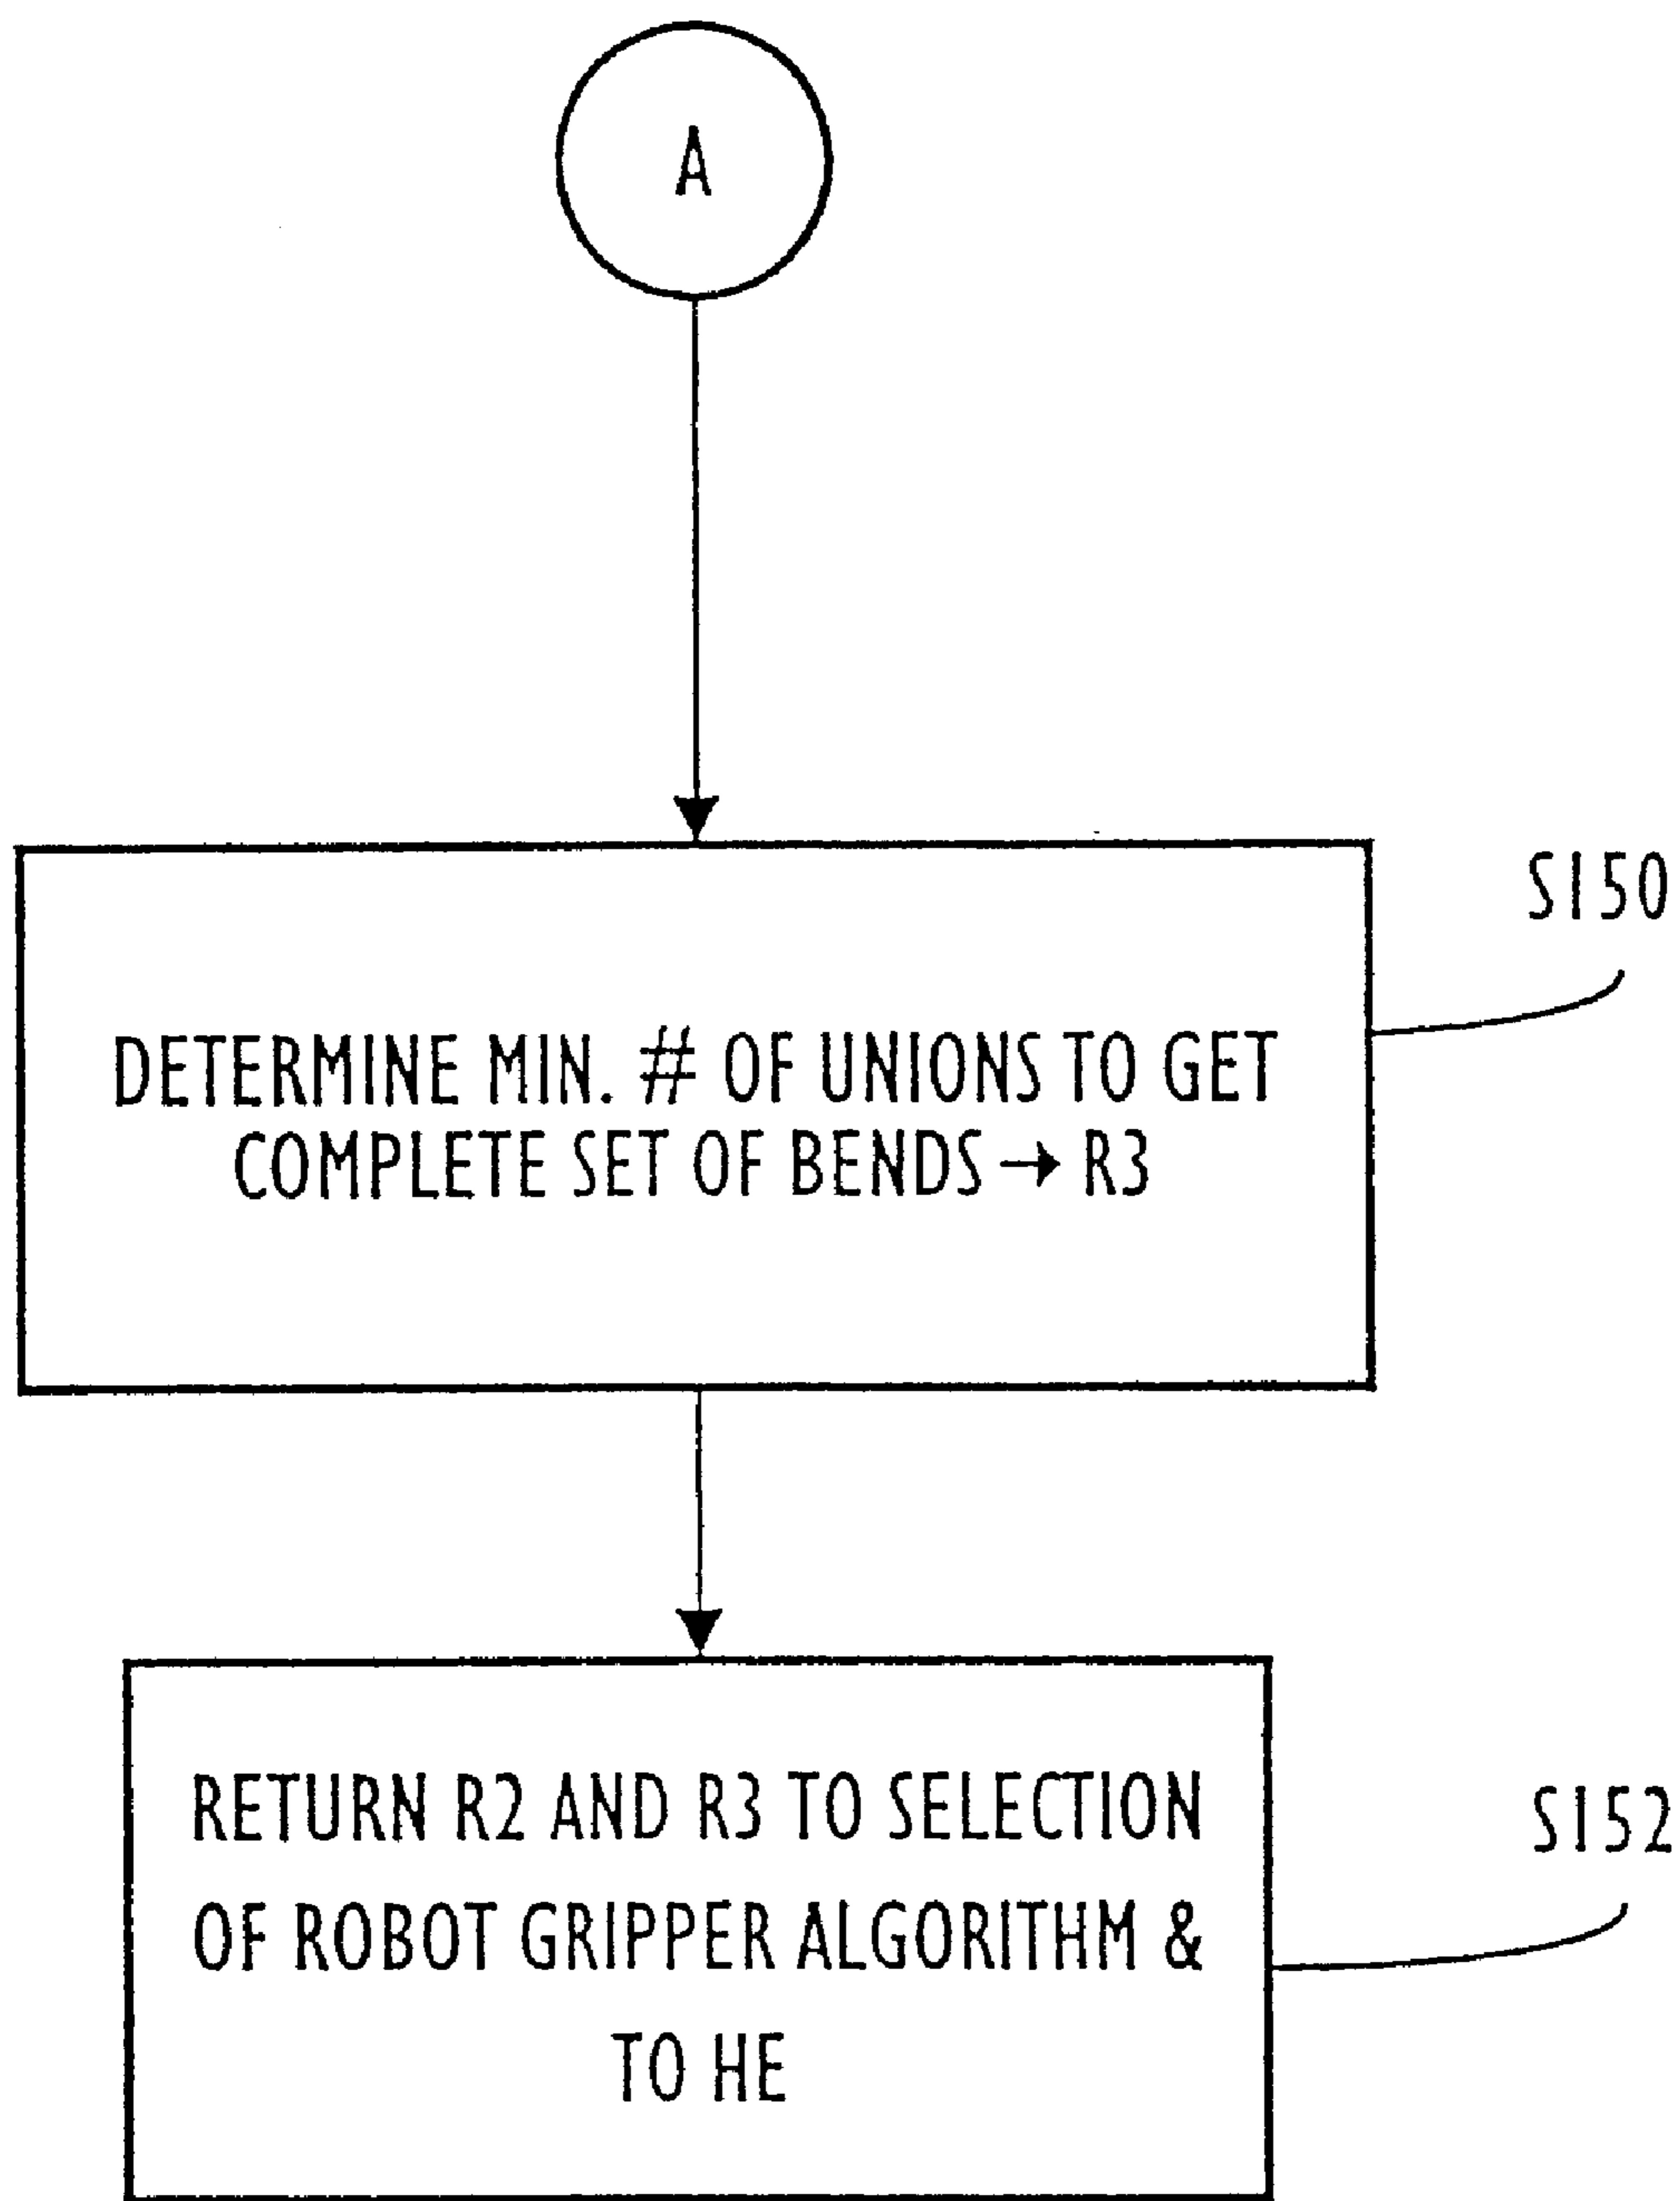 A
S150
DETERMINE MIN. # OF UNIONS TO GET
COMPLETE SET OF BENDS → R3
RETURN R2 AND R3 TO SELECTION
S152
OF ROBOT GRIPPER ALGORITHM &
TO HE